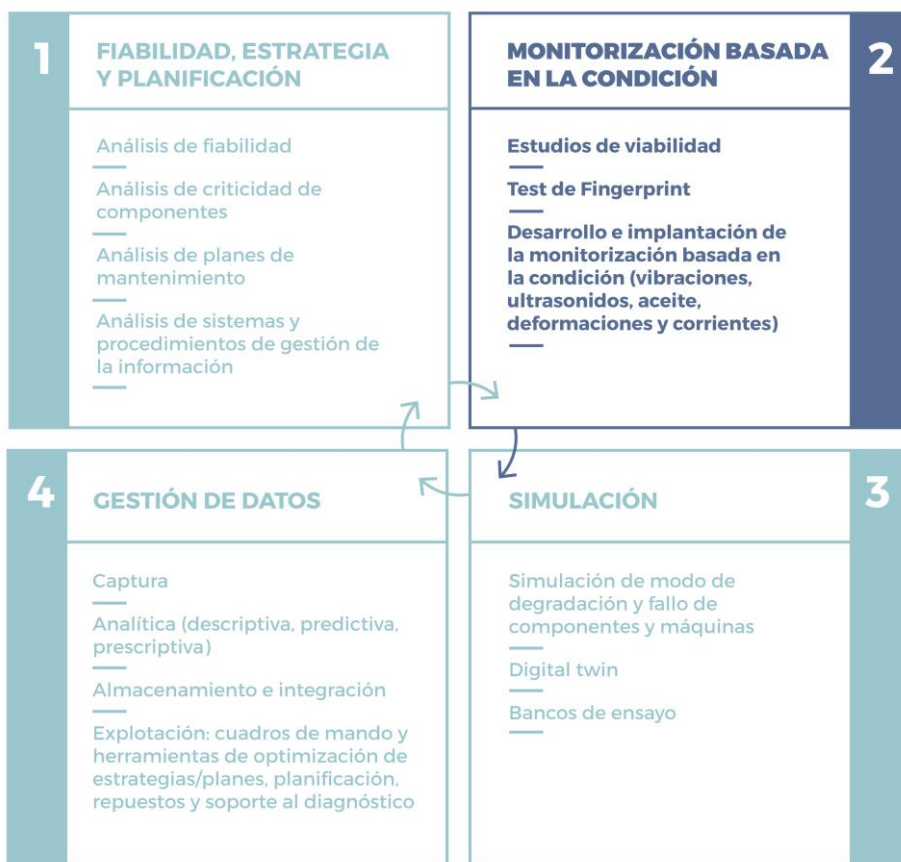 1
FIABILIDAD, ESTRATEGIA
Y PLANIFICACIÓN
Análisis de fiabilidad
Análisis de criticidad de
componentes
Análisis de planes de
mantenimiento
Análisis de sistemas y
procedimientos de gestión de
la información
MONITORIZACIÓN BASADA
EN LA CONDICIÓN
2
Estudios de viabilidad
Test de Fingerprint
Desarrollo e implantación de
la monitorización basada en
la condición (vibraciones,
ultrasonidos, aceite,
deformaciones y corrientes)
4
GESTIÓN DE DATOS
Captura
Analítica (descriptiva, predictiva,
prescriptiva)
Almacenamiento e integración
Explotación: cuadros de mando y
herramientas de optimización de
estrategias/planes, planificación,
repuestos y soporte al diagnóstico
SIMULACIÓN
3
Simulación de modo de
degradación y fallo de
componentes y máquinas
Digital twin
Bancos de ensayo